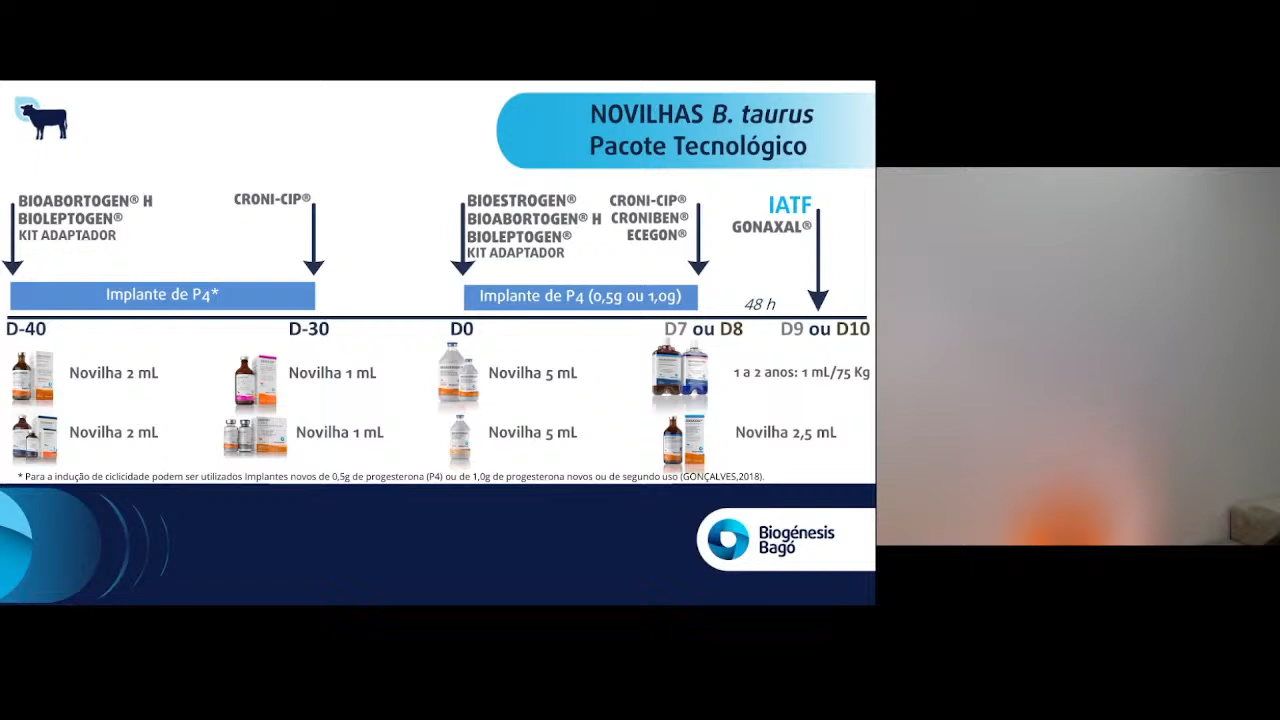 NOVILHAS B. taurus
Pacote Tecnológico
BIOABORTOGEN® H
BIOLEPTOGEN®
KIT ADAPTADOR
CRONI-CIP®
BIOESTROGEN®
BIOABORTOGEN® H
BIOLEPTOGEN®
KIT ADAPTADOR
CRONI-CIP®
CRONIBEN®
ECEGON®
IATF
GONAXAL®
Implante de P4*
Implante de P4 (0,5g ou 1,0g)
48 h
D-40
D-30
D0
D7 ou D8
D9 ou D10
Novilha 2 mL
Novilha 1 mL
Novilha 5 mL
1 a 2 anos: 1 mL/75 Kg
Novilha 2 mL
Novilha 1 mL
Novilha 5 mL
Novilha 2,5 mL
* Para a indução de ciclicidade podem ser utilizados Implantes novos de 0,5g de progesterona (P4) ou de 1,0g de progesterona novos ou de segundo uso (GONÇALVES,2018).
Biogénesis
Bagó